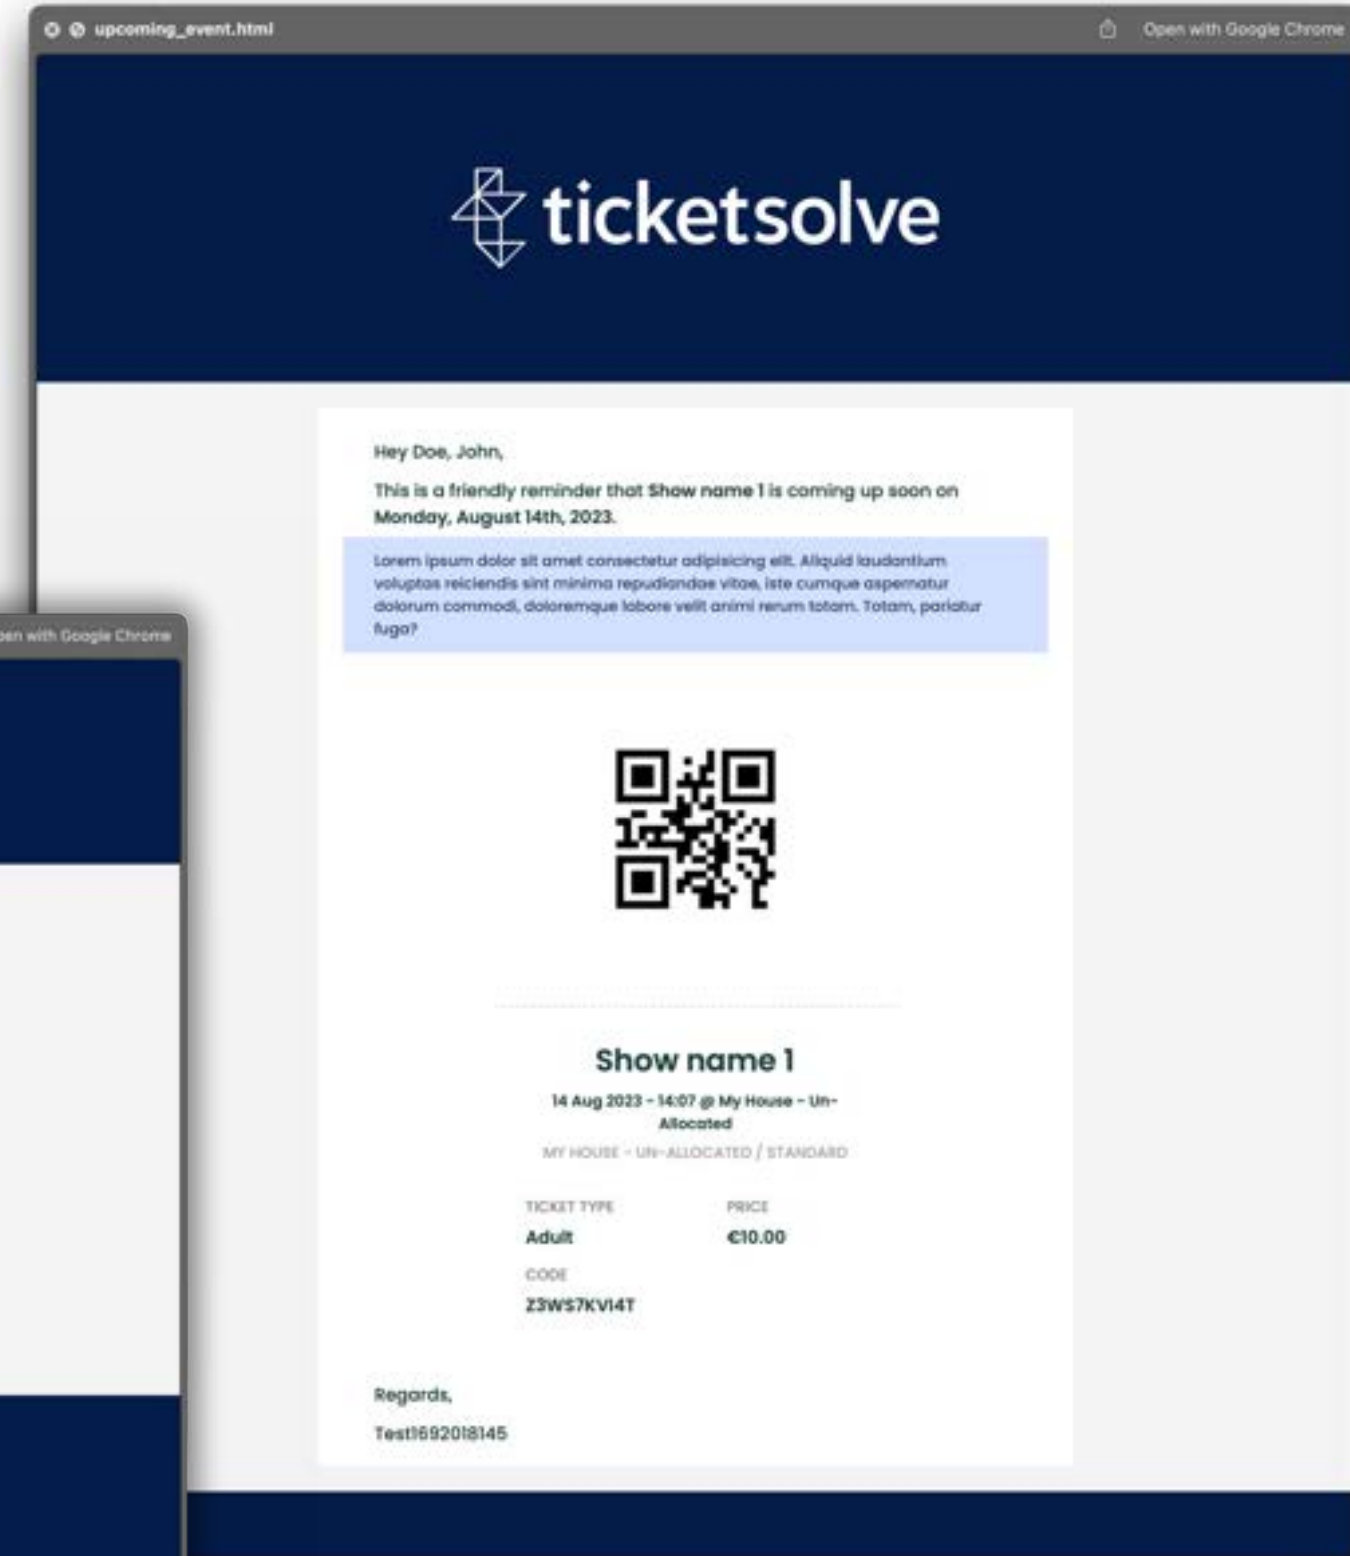 upcoming_event.html
Open with Google Chrome
ticketsolve
Hey Doe, John,
This is a friendly reminder that Show name 1 is coming up soon on
Monday, August 14th, 2023.
Lorem ipsum dolor sit amet consectetur adipisicing elit. Aliquid laudantium
voluptas reiciendis sint minima repudiandae vitae, iste cumque aspernatur
dolorum commodi, doloremque labore velit animi rerum totam. Totam, pariatur
fuga?
with Google Chrome
Show name 1
14 Aug 2023 - 14:07 @ My House - Un-
Allocated
MY HOUSE - UN-ALLOCATED / STANDARD
TICKET TYPE
PRICE
Adult
€10.00
CODE
Z3WS7KVI4T
Regards,
Test1692018145